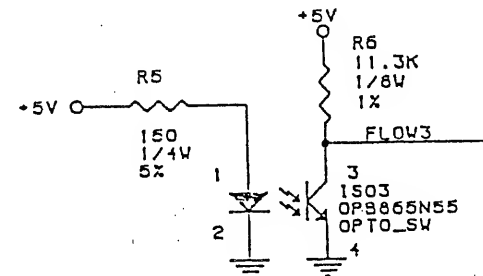 +5V
R6
11.3K
1/8W
1%
R5
+5V
150
1/4W
5%
FLOW3
1
2
3
ISO3
OPB865N55
OPTO_SW
4